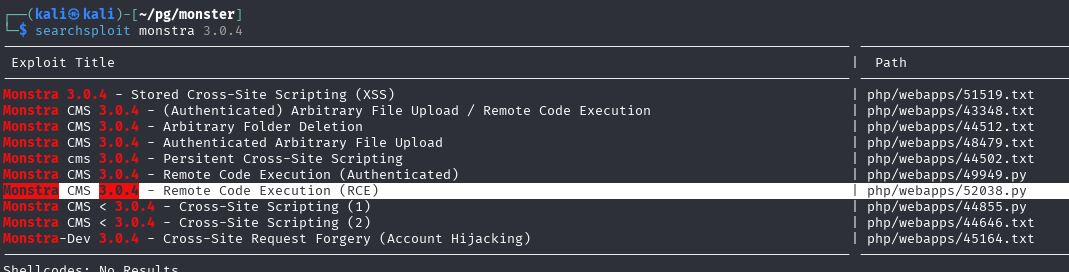 ┌──(kali㉿kali)-[~/pg/monster]
└─$ searchsploit monstra 3.0.4
Exploit Title | Path
Monstra 3.0.4 - Stored Cross-Site Scripting (XSS) | php/webapps/51519.txt
Monstra CMS 3.0.4 - (Authenticated) Arbitrary File Upload / Remote Code Execution | php/webapps/43348.txt
Monstra CMS 3.0.4 - Arbitrary Folder Deletion | php/webapps/44512.txt
Monstra CMS 3.0.4 - Authenticated Arbitrary File Upload | php/webapps/48479.txt
Monstra cms 3.0.4 - Persitent Cross-Site Scripting | php/webapps/44502.txt
Monstra CMS 3.0.4 - Remote Code Execution (Authenticated) | php/webapps/49949.py
Monstra CMS 3.0.4 - Remote Code Execution (RCE) | php/webapps/52038.py
Monstra CMS < 3.0.4 - Cross-Site Scripting (1) | php/webapps/44855.py
Monstra CMS < 3.0.4 - Cross-Site Scripting (2) | php/webapps/44646.txt
Monstra-Dev 3.0.4 - Cross-Site Request Forgery (Account Hijacking) | php/webapps/45164.txt
Shellcodes: No Results